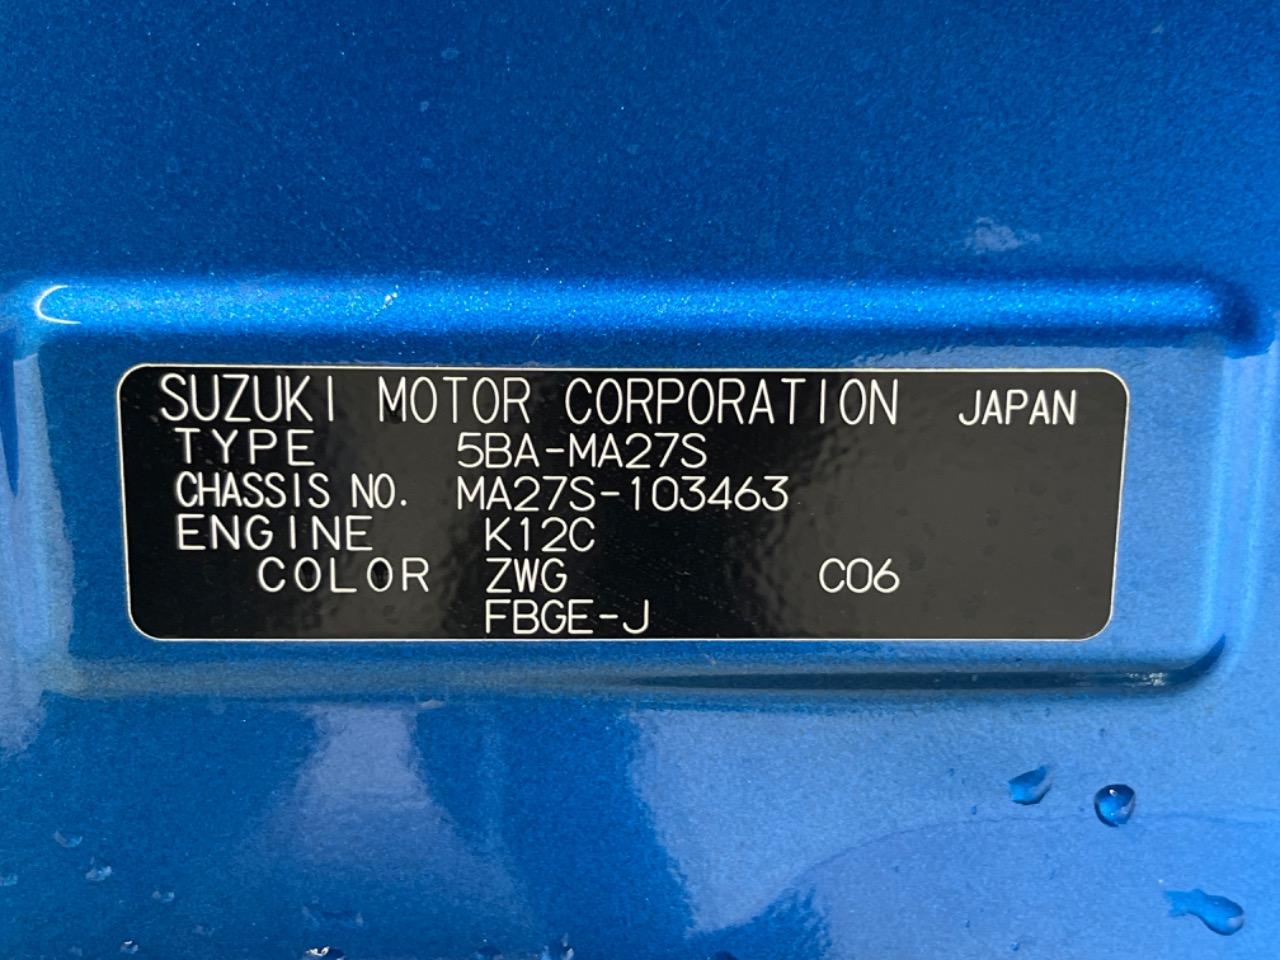 SUZUKI MOTOR CORPORATION JAPAN
TYPE 5BA-MA27S
CHASSIS NO. MA27S-103463
ENGINE K12C
COLOR ZWG C06
FBGE-J